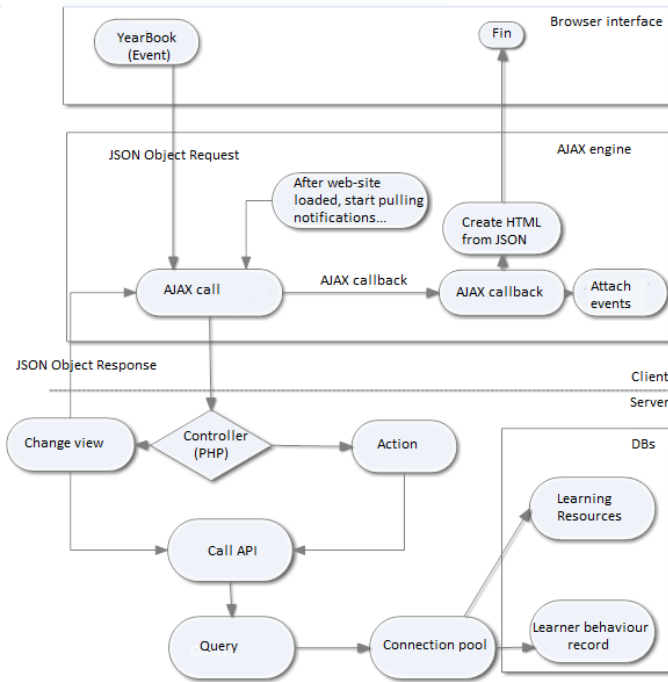 Browser interface
YearBook
(Event)
Fin
JSON Object Request
AJAX engine
After web-site
loaded, start pulling
notifications...
Create HTML
from JSON
AJAX call
AJAX callback
AJAX callback
Attach
events
JSON Object Response
Client
Server
Change view
Controller
(PHP)
Action
DBs
Learning
Resources
Call API
Query
Connection pool
Learner behaviour
record